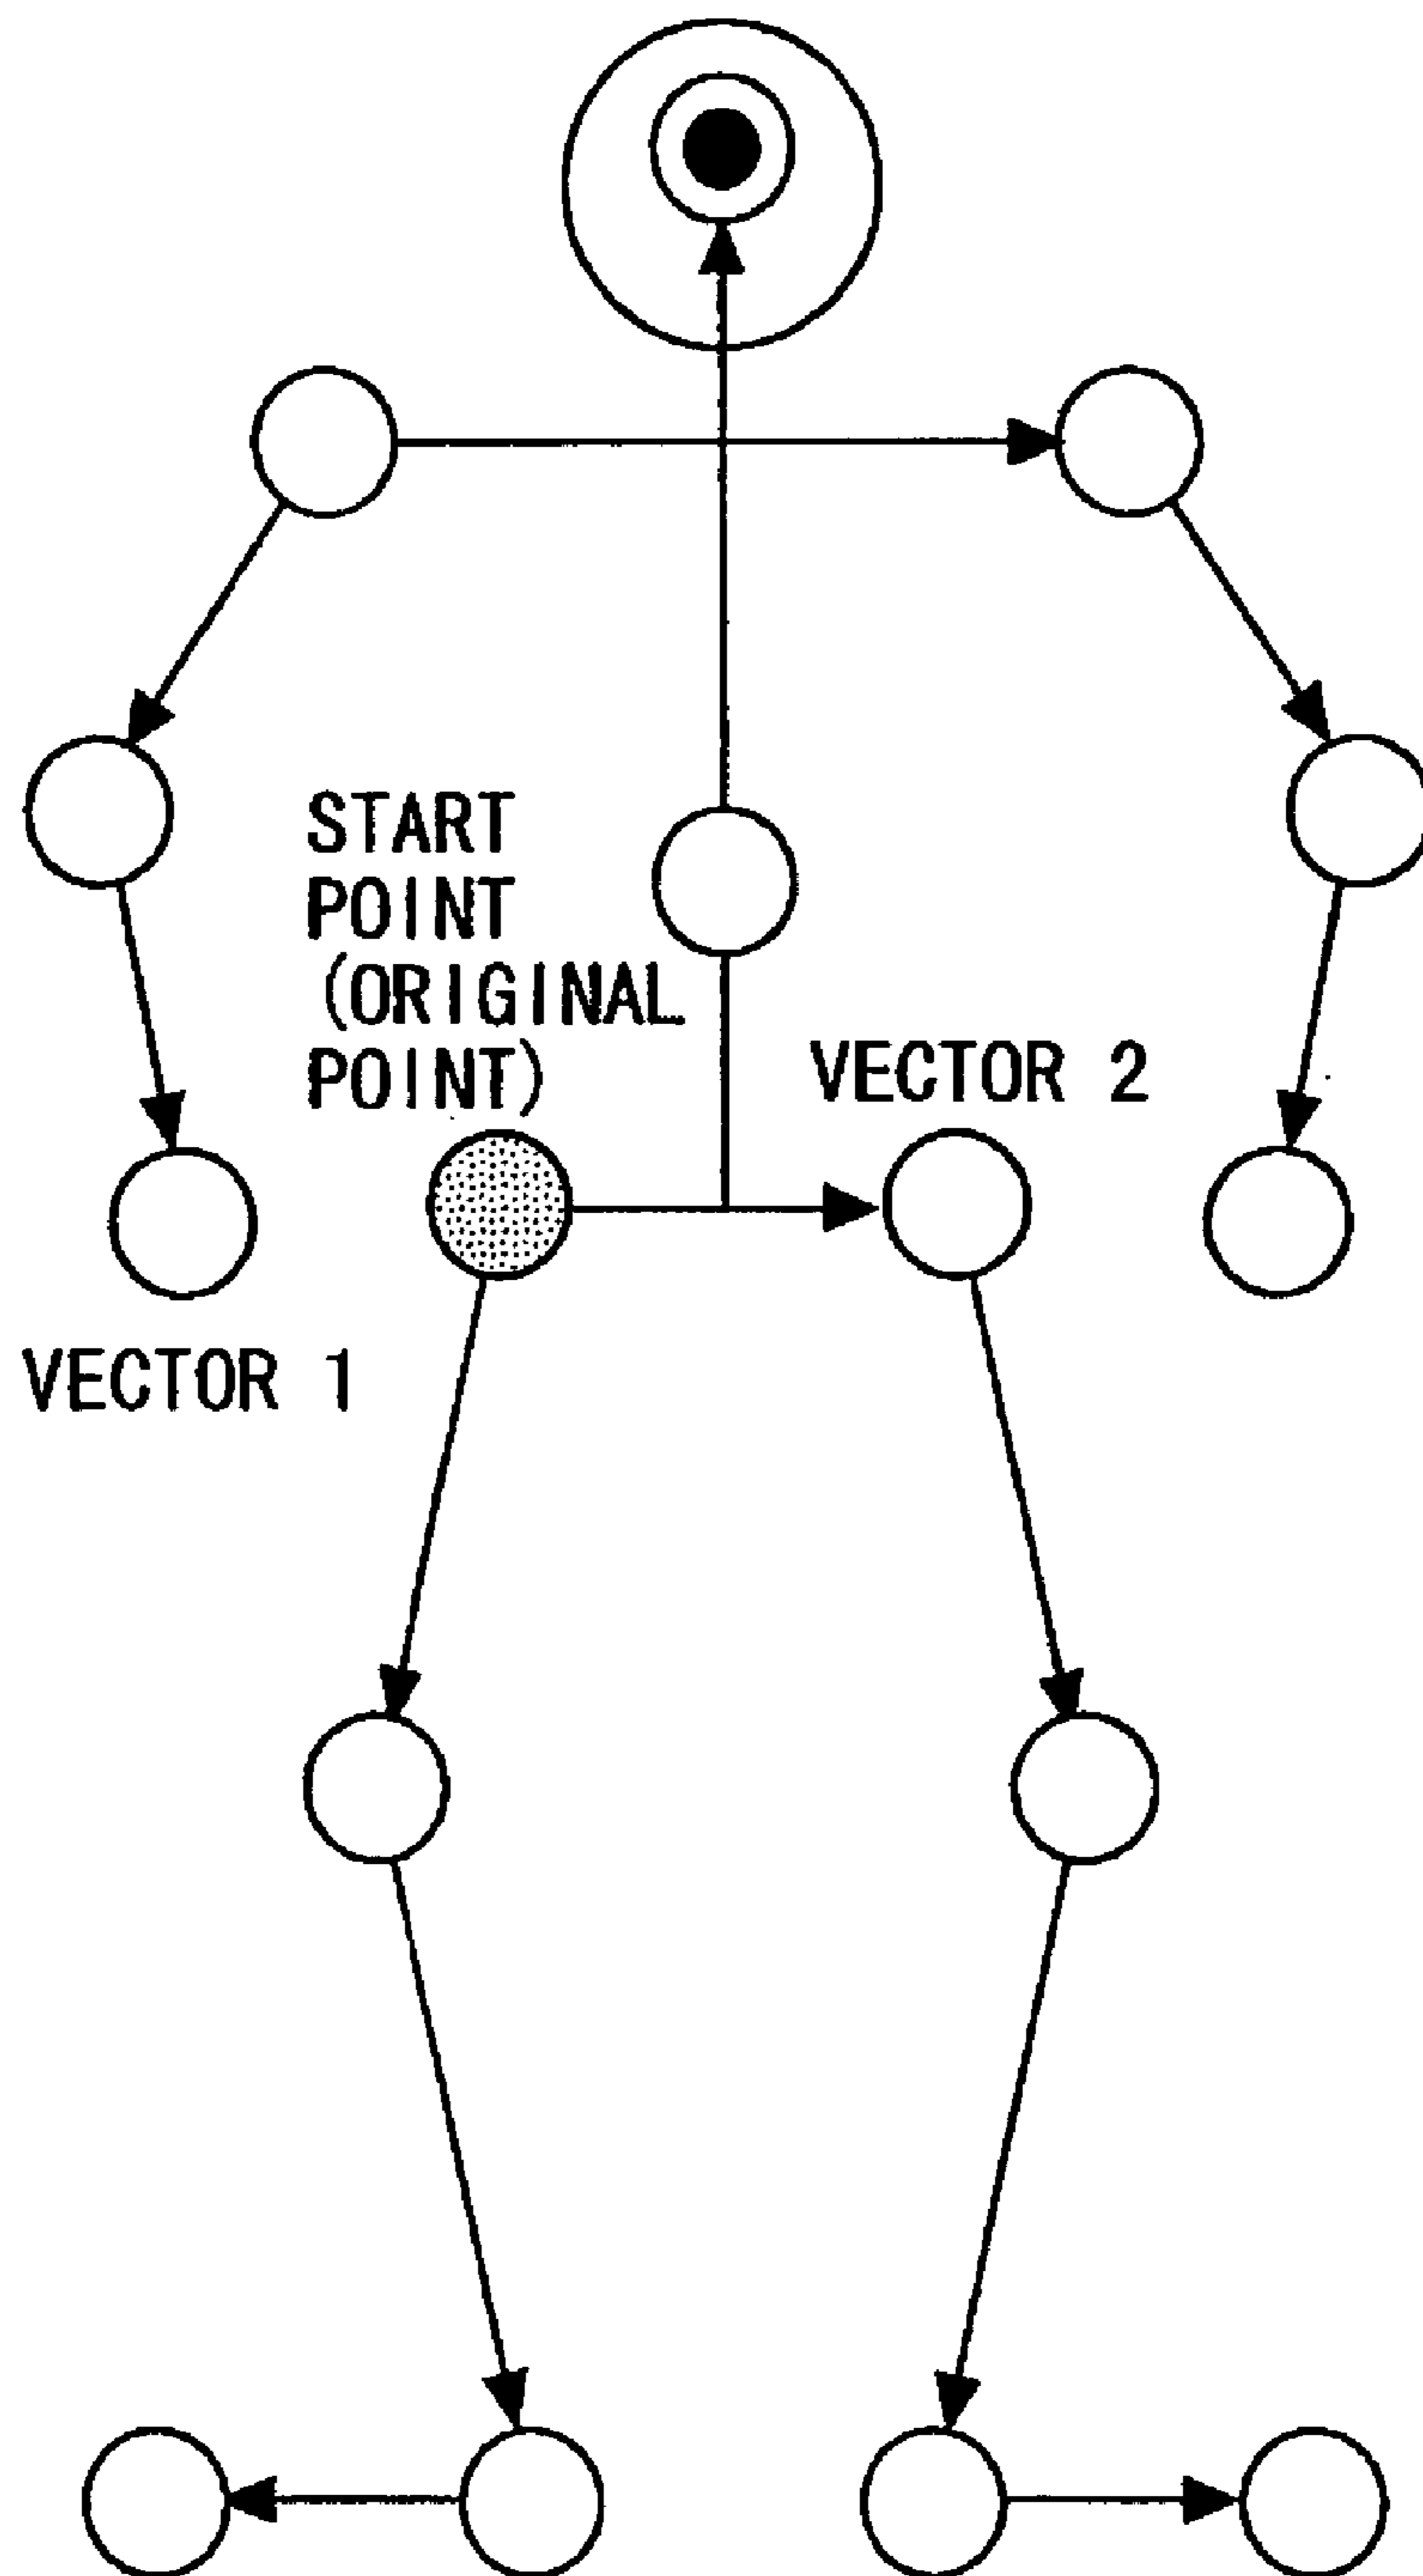 START
POINT
(ORIGINAL
POINT)
VECTOR 2
VECTOR 1